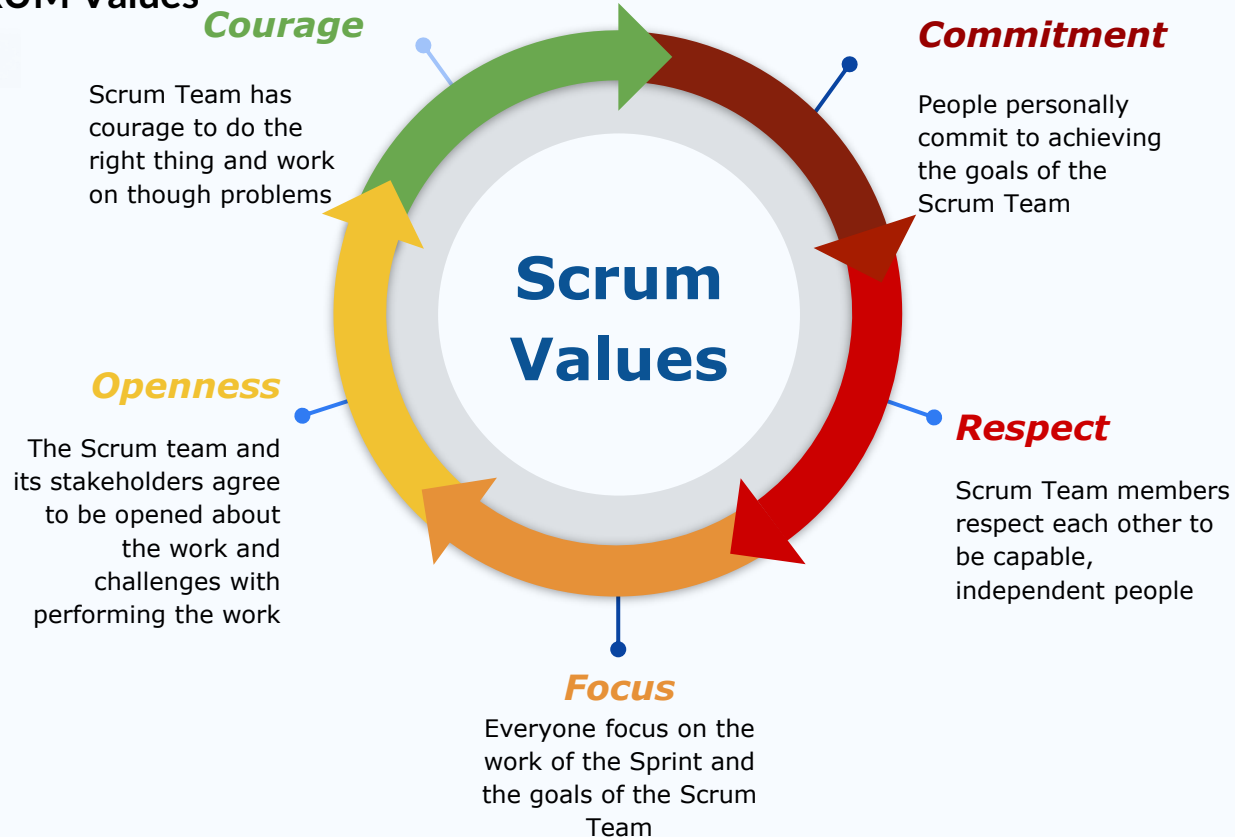 UM Values
Courage
Scrum Team has
courage to do the
right thing and work
on though problems
Commitment
People personally
commit to achieving
the goals of the
Scrum Team
Scrum
Values
Openness
The Scrum team and
its stakeholders agree
to be opened about
the work and
challenges with
performing the work
Respect
Scrum Team members
respect each other to
be capable,
independent people
Focus
Everyone focus on the
work of the Sprint and
the goals of the Scrum
Team